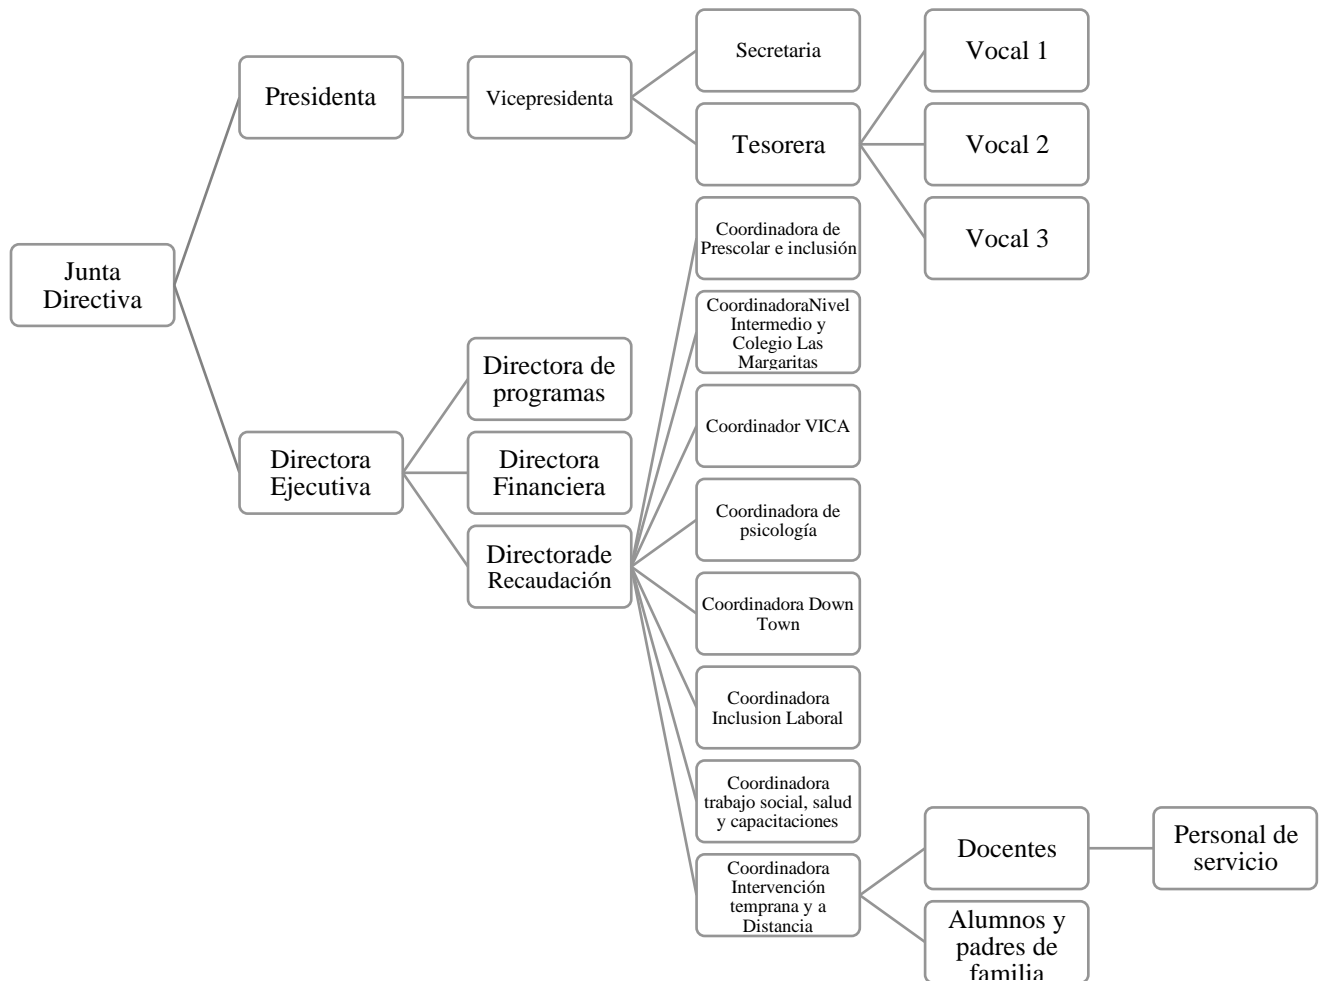 Secretaria
Vocal 1
Presidenta
Vicepresidenta
Tesorera
Vocal 2
Coordinadora de
Prescolar e inclusión
Vocal 3
Junta
Directiva
CoordinadoraNivel
Intermedio y
Colegio Las
Margaritas
Directora de
programas
Coordinador VICA
Directora
Ejecutiva
Directora
Financiera
Coordinadora de
psicología
Directorade
Recaudación
Coordinadora Down
Town
Coordinadora
Inclusion Laboral
Coordinadora
trabajo social, salud
y capacitaciones
Docentes
Personal de
servicio
Coordinadora
Intervención
temprana y a
Distancia
Alumnos y
padres de
familia